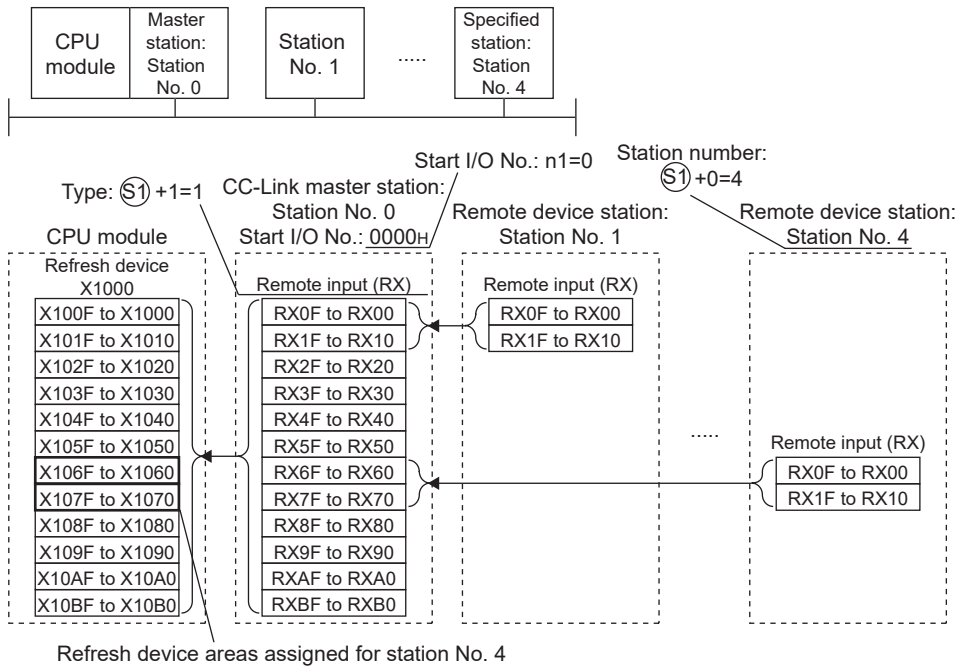 CPU
module
Master
station:
Station
No. 0
Station
No. 1
.....
Specified
station:
Station
No. 4
Start I/O No.: n1=0
Station number:
S1 +0=4
Type: S1 +1=1
CC-Link master station:
Station No. 0
Start I/O No.: 0000H
Remote device station:
Station No. 1
Remote device station:
Station No. 4
CPU module
Refresh device
X1000
X100F to X1000
X101F to X1010
X102F to X1020
X103F to X1030
X104F to X1040
X105F to X1050
X106F to X1060
X107F to X1070
X108F to X1080
X109F to X1090
X10AF to X10A0
X10BF to X10B0
Remote input (RX)
RX0F to RX00
RX1F to RX10
RX2F to RX20
RX3F to RX30
RX4F to RX40
RX5F to RX50
RX6F to RX60
RX7F to RX70
RX8F to RX80
RX9F to RX90
RXAF to RXA0
RXBF to RXB0
Remote input (RX)
RX0F to RX00
RX1F to RX10
.....
Remote input (RX)
RX0F to RX00
RX1F to RX10
Refresh device areas assigned for station No. 4